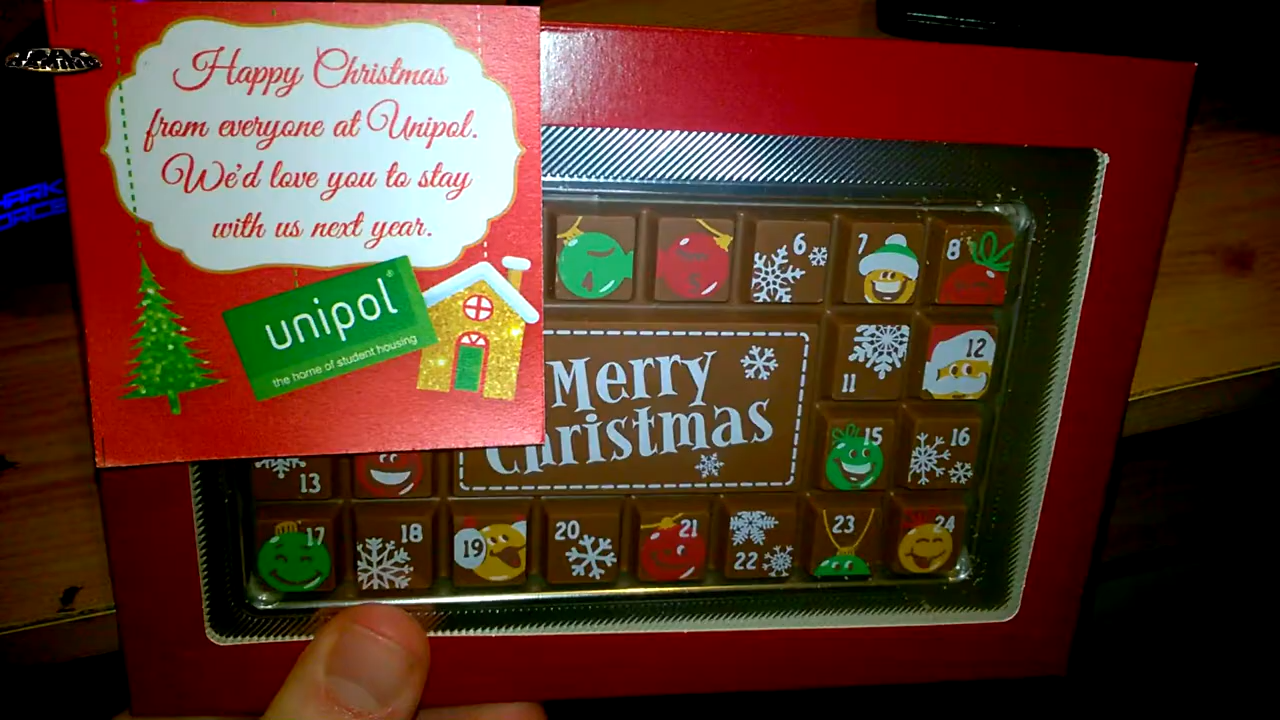 Happy Christmas
from everyone at Unipol.
We'd love you to stay
with us next year.
unipol®
the home of student housing
4
5
6
7
8
Merry
Christmas
11
12
13
15
16
17
18
19
20
21
22
23
24